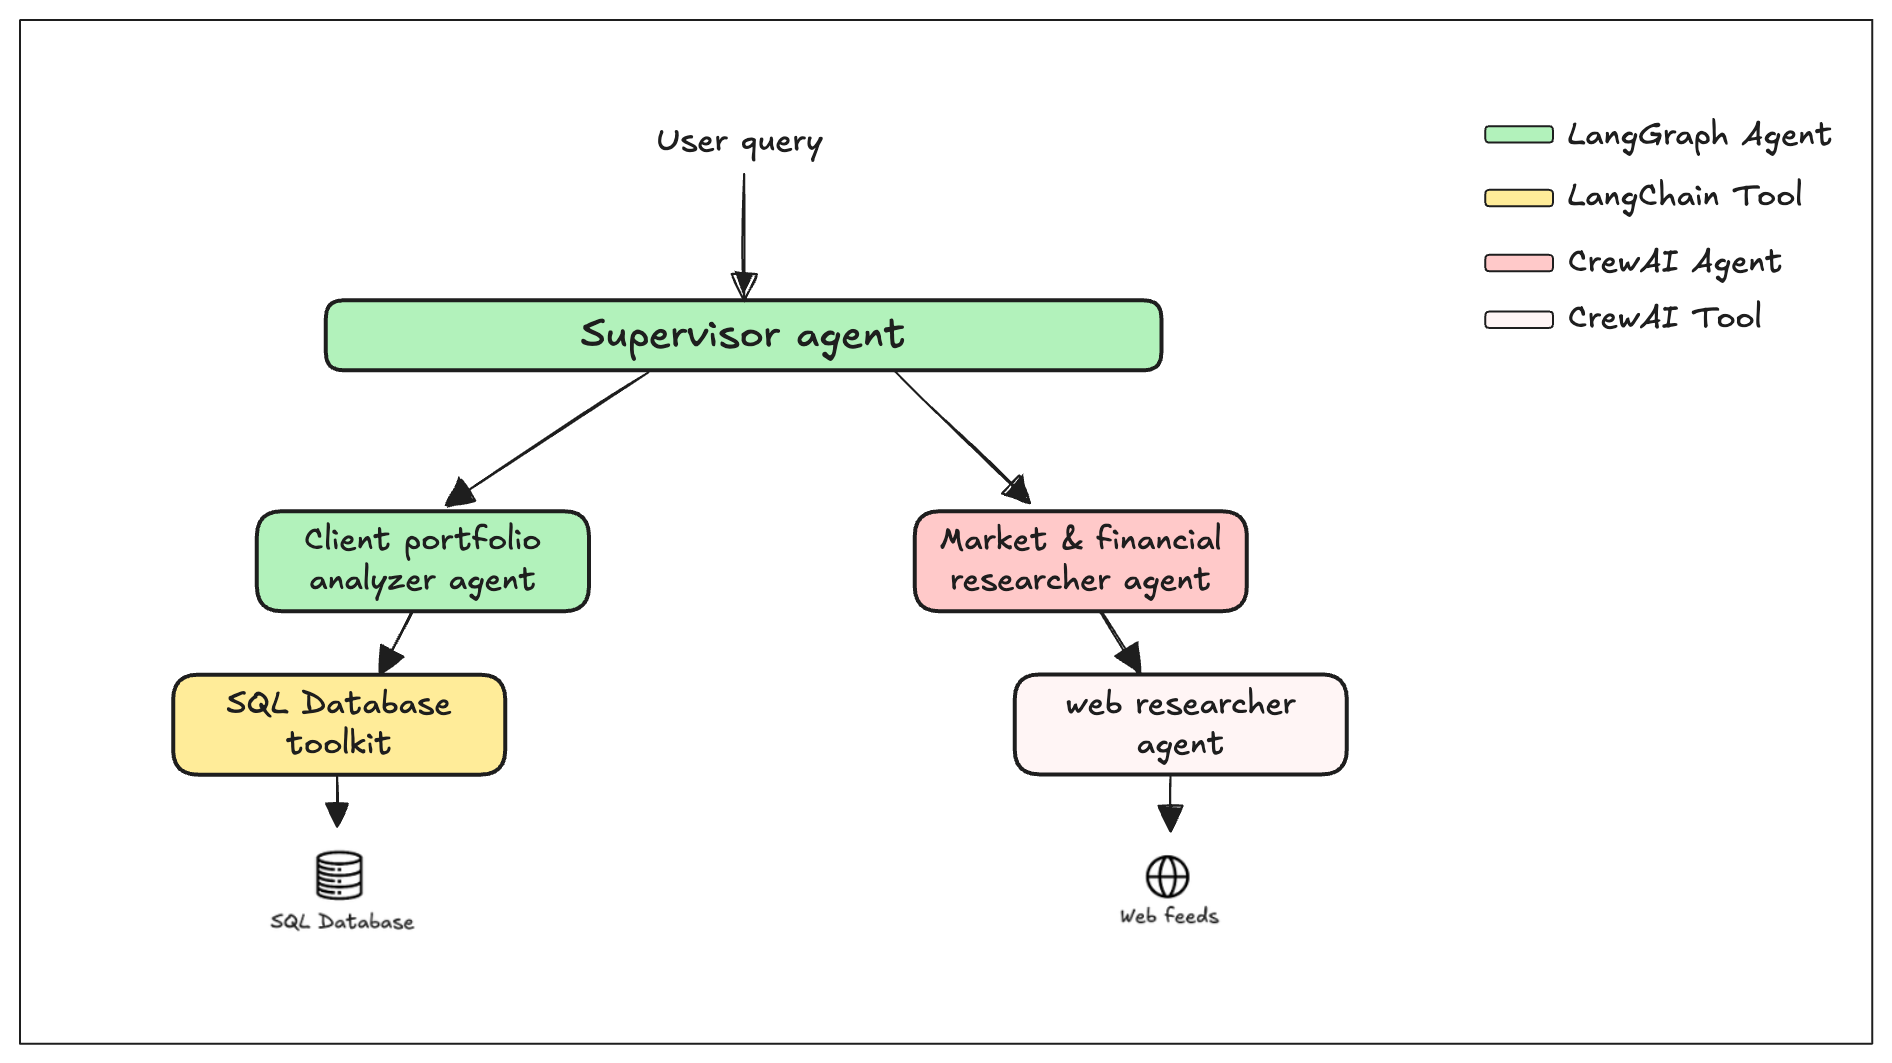 User query
LangGraph Agent
LangChain Tool
CrewAI Agent
CrewAI Tool
Supervisor agent
Client portfolio
analyzer agent
Market & financial
researcher agent
SQL Database
toolkit
web researcher
agent
SQL Database
Web feeds